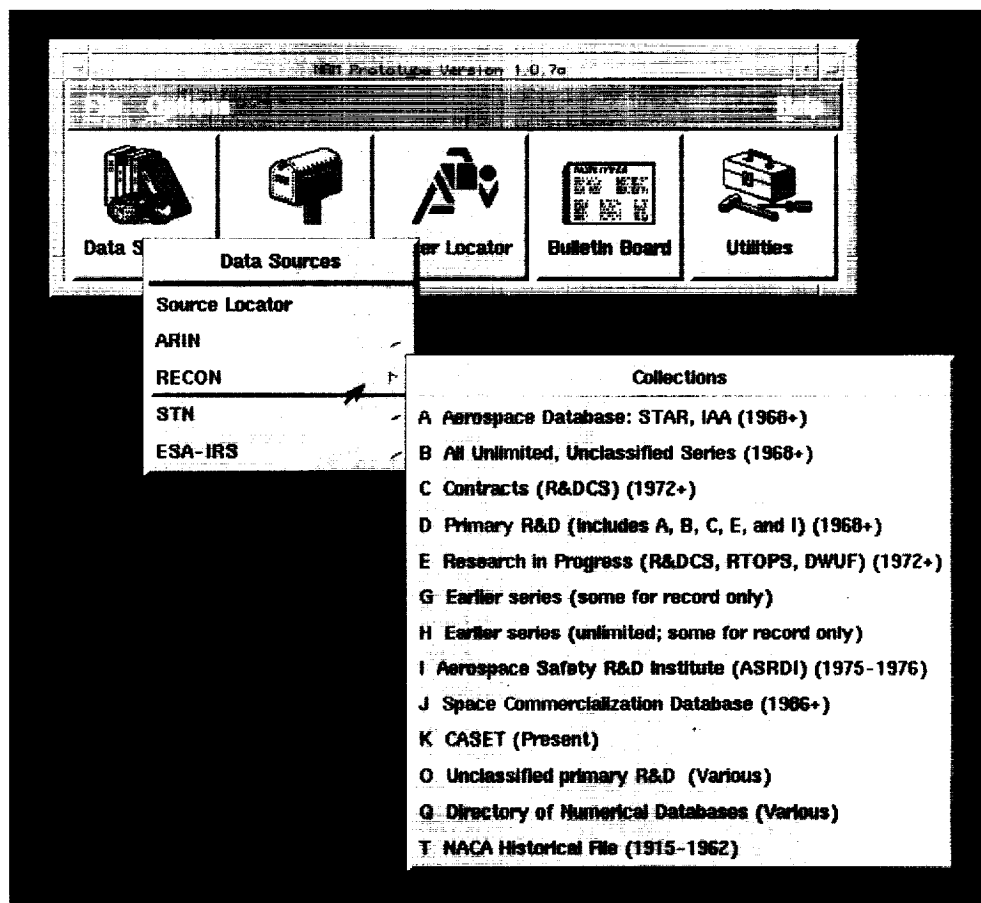 Prototype Version 1.0.7a
Data S
er Locator
Bulletin Board
Utilities
Data Sources
Source Locator
ARIN
RECON
STN
ESA-IRS
Collections
A Aerospace Database: STAR, IAA (1968+)
B All Unlimited, Unclassified Series (1968+)
C Contracts (R&DCS) (1972+)
D Primary R&D (includes A, B, C, E, and I) (1968+)
E Research in Progress (R&DCS, RTOPS, DWUF) (1972+)
G Earlier series (some for record only)
H Earlier series (unlimited; some for record only)
I Aerospace Safety R&D Institute (ASRDI) (1975-1976)
J Space Commercialization Database (1986+)
K CASET (Present)
O Unclassified primary R&D (Various)
Q Directory of Numerical Databases (Various)
T NACA Historical File (1915-1962)